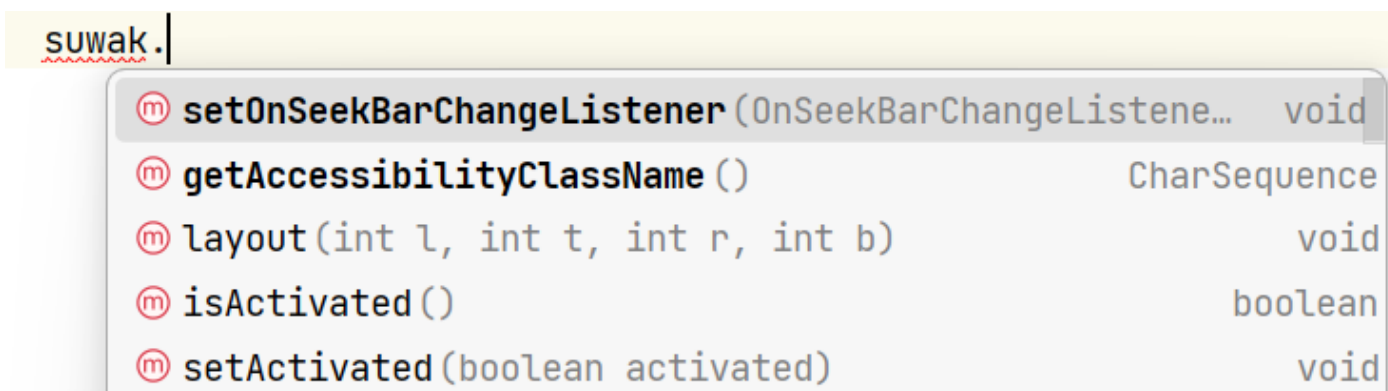 suwak.
setOnSeekBarChangeListener(OnSeekBarChangeListene… void
getAccessibilityClassName() CharSequence
layout(int l, int t, int r, int b) void
isActivated() boolean
setActivated(boolean activated) void